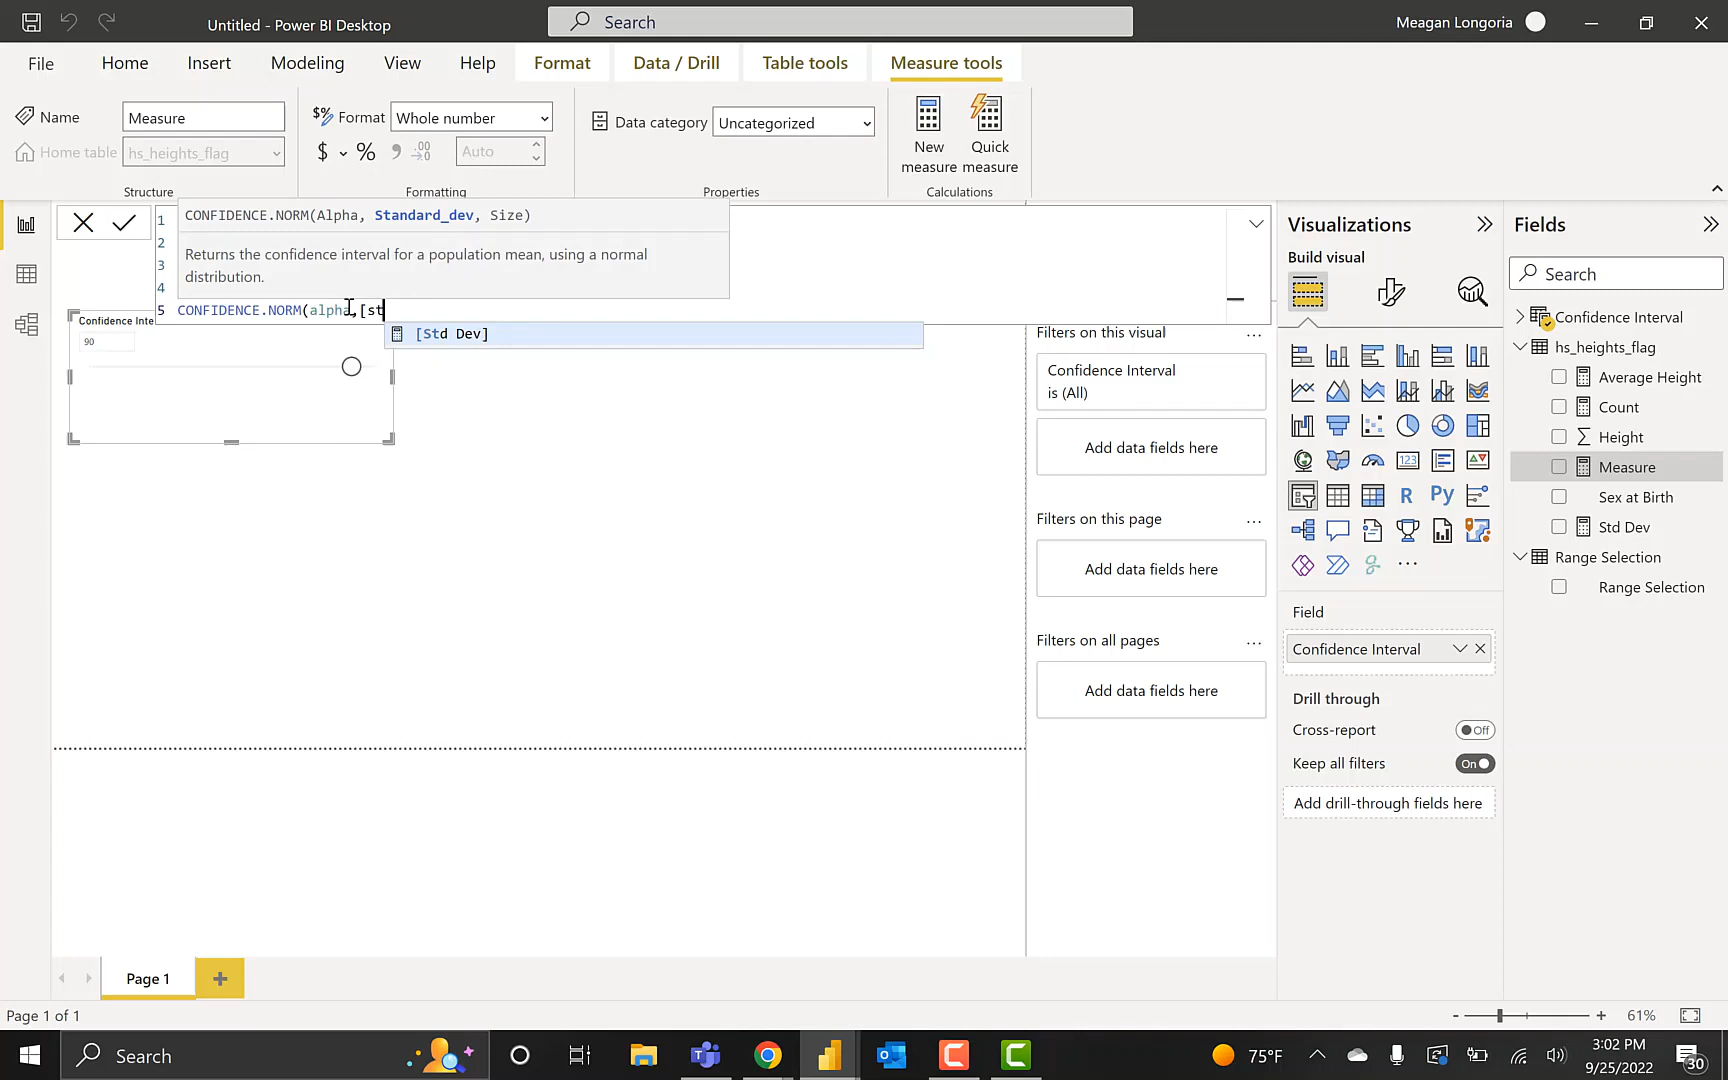 Untitled - Power BI Desktop
Search
Meagan Longoria
File
Home
Insert
Modeling
View
Help
Format
Data / Drill
Table tools
Measure tools
Name
Measure
Home table
hs_heights_flag
Structure
$% Format
Whole number
$ % 9 .00 →.0
Auto
Formatting
Data category
Uncategorized
Properties
New measure
Quick measure
Calculations
1
2
3
4
5 CONFIDENCE.NORM(alpha,[st
CONFIDENCE.NORM(Alpha, Standard_dev, Size)
Returns the confidence interval for a population mean, using a normal
distribution.
[Std Dev]
Confidence Inte
90
Filters on this visual ...
Confidence Interval
is (All)
Add data fields here
Filters on this page ...
Add data fields here
Filters on all pages ...
Add data fields here
Visualizations
Build visual
123
R
Py
...
Field
Confidence Interval
Drill through
Cross-report
Off
Keep all filters
On
Add drill-through fields here
Fields
Search
Confidence Interval
hs_heights_flag
Average Height
Count
Σ Height
Measure
Sex at Birth
Std Dev
Range Selection
Range Selection
Page 1
+
Page 1 of 1
- + 61%
Search
75°F
3:02 PM
9/25/2022
30